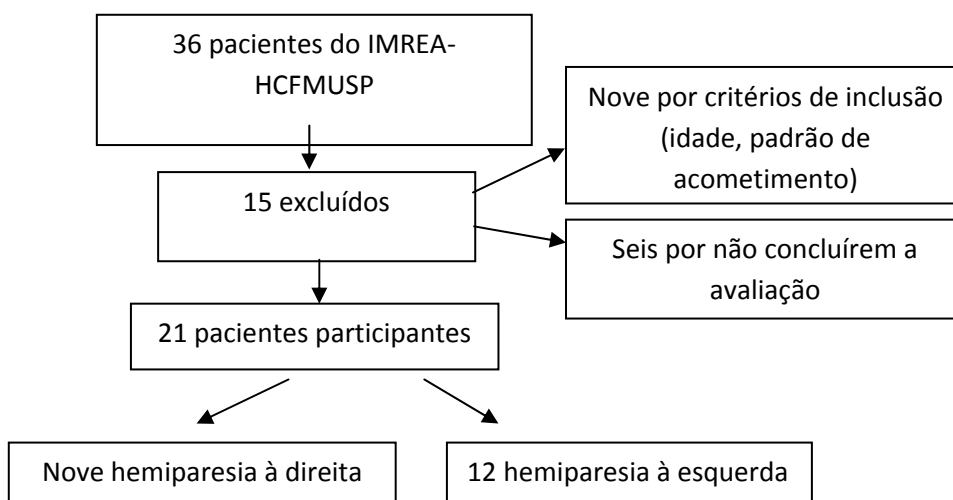 36 pacientes do IMREA-
HCFMUSP
Nove por critérios de inclusão
(idade, padrão de
acometimento)
15 excluídos
Seis por não concluírem a
avaliação
21 pacientes participantes
Nove hemiparesia à direita
12 hemiparesia à esquerda